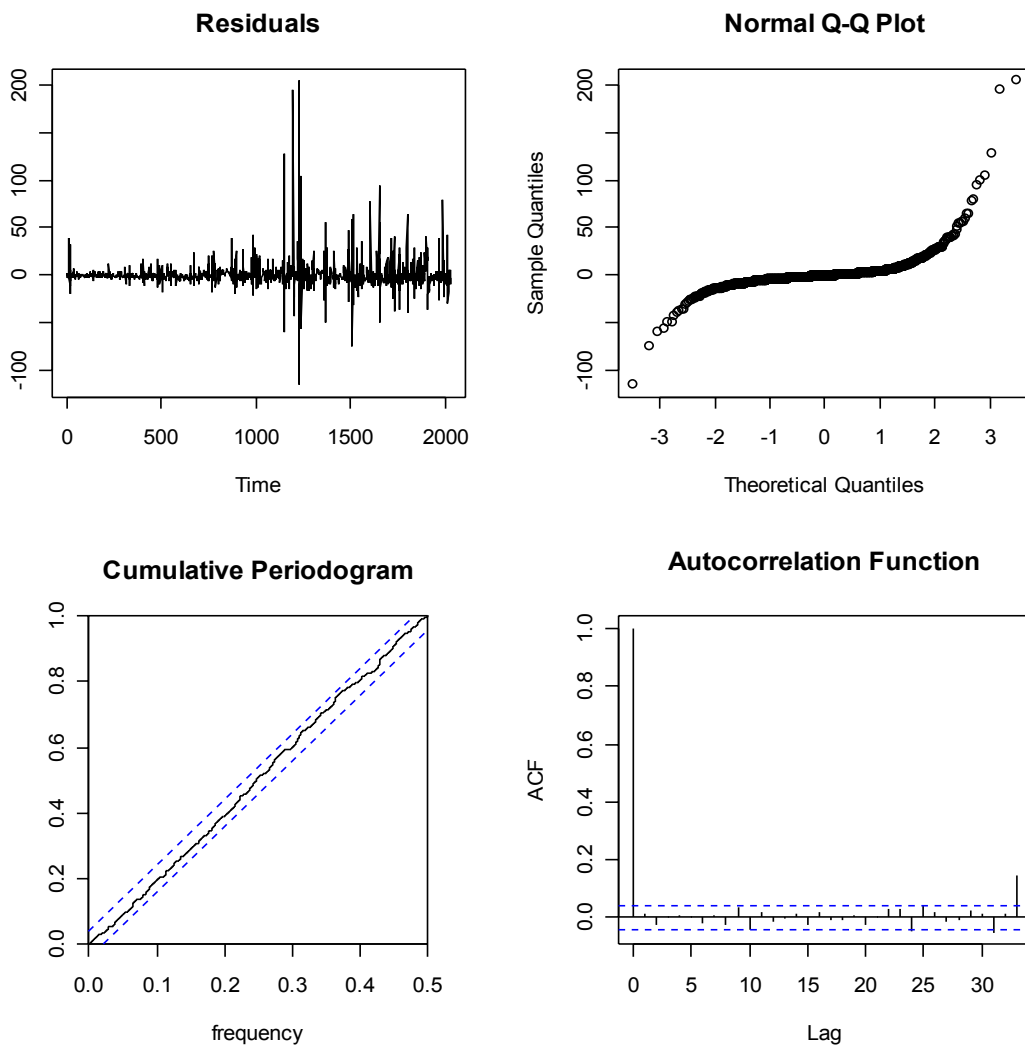 Residuals
200
100
50
0
-100
0 500 1000 1500 2000
Time
Normal Q-Q Plot
Sample Quantiles
200
100
50
0
-100
-3 -2 -1 0 1 2 3
Theoretical Quantiles
Cumulative Periodogram
1.0
0.8
0.6
0.4
0.2
0.0
0.0 0.1 0.2 0.3 0.4 0.5
frequency
Autocorrelation Function
ACF
1.0
0.8
0.6
0.4
0.2
0.0
0 5 10 15 20 25 30
Lag